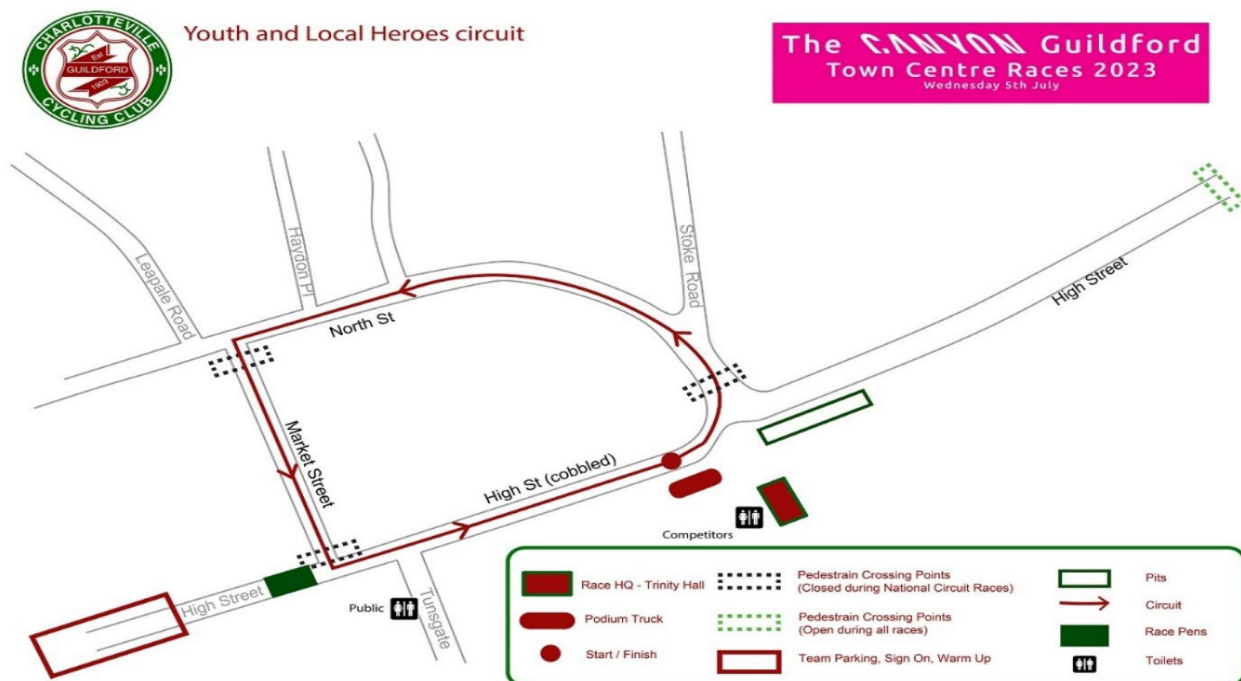 CHARLOTTEVILLE
Est
GUILDFORD
1903
CYCLING CLUB
Youth and Local Heroes circuit
The CANYON Guildford
Town Centre Races 2023
Wednesday 5th July
Leapale Road
Haydon Pl
Stoke Road
High Street
North St
Market Street
High St (cobbled)
Competitors
High Street
Public
Tunsgate
Race HQ - Trinity Hall
Podium Truck
Start / Finish
Pedestrain Crossing Points
(Closed during National Circuit Races)
Pedestrain Crossing Points
(Open during all races)
Team Parking, Sign On, Warm Up
Pits
Circuit
Race Pens
Toilets